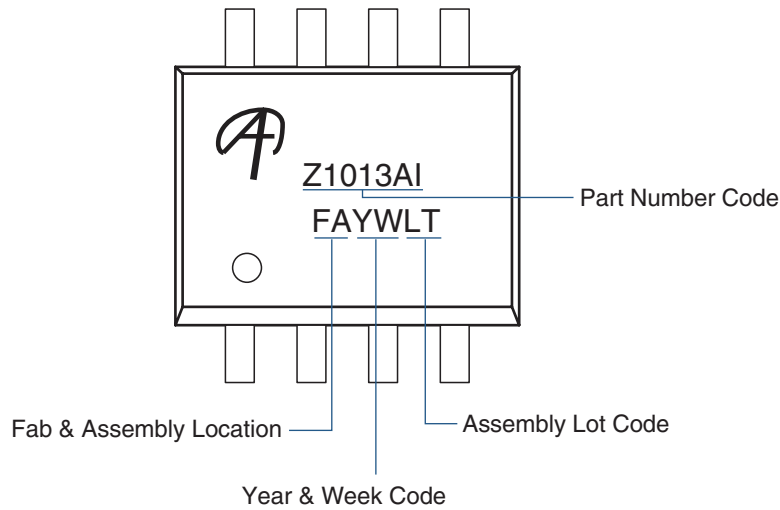 Z1013AI
Part Number Code
FAYWLT
Fab & Assembly Location
Assembly Lot Code
Year & Week Code